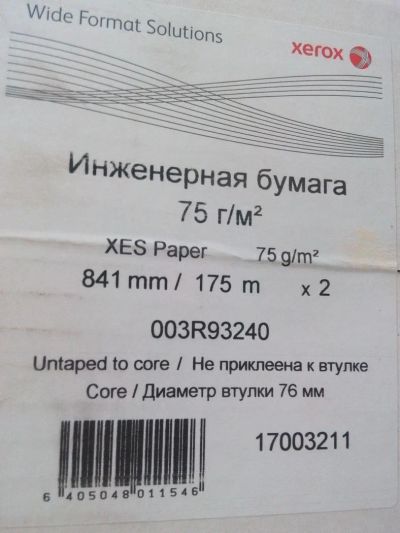 Wide Format Solutions
xerox
Инженерная бумага
75 г/м²
XES Paper 75 g/m²
841 mm / 175 m x 2
003R93240
Untaped to core / Не приклеена к втулке
Core / Диаметр втулки 76 мм
17003211
6 405048 011546